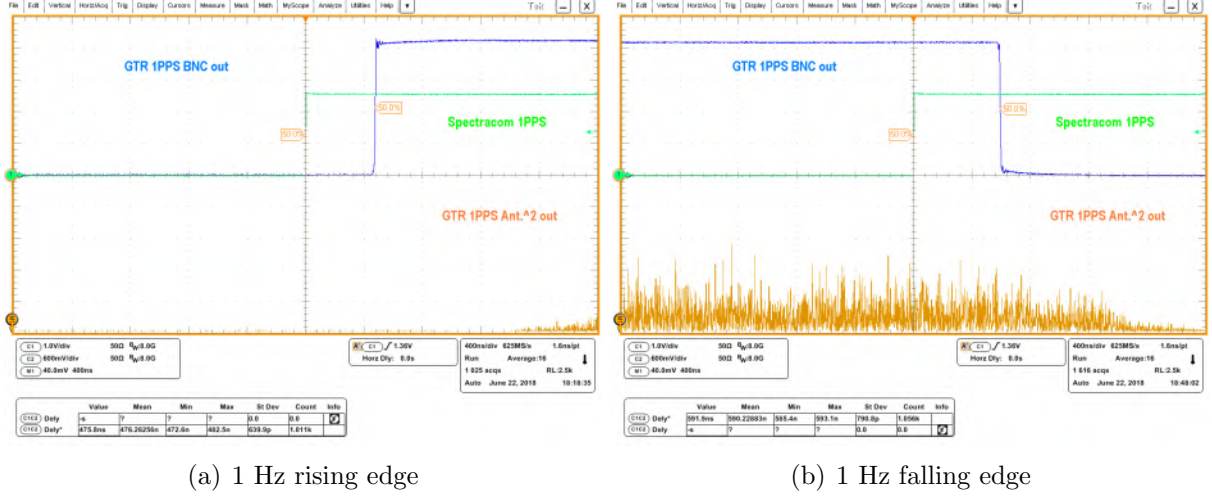 File Edit Vertical Horiz/Acq Trig Display Cursors Measure Mask Math MyScope Analyze Utilities Help
Tek X
GTR 1PPS BNC out
50.0%
Spectracom 1PPS
50.0%
1
GTR 1PPS Ant.^2 out
C1 1.0V/div 50Ω BW:8.0G
C2 600mV/div 50Ω BW:8.0G
M1 40.0mV 400ns
A' C1 1.36V
Horz Dly: 0.0s
400ns/div 625MS/s 1.6ns/pt
Run Average:16
1 025 acqs RL:2.5k
Auto June 22, 2018 18:18:35
Value Mean Min Max St Dev Count Info
C1C2 Dely -s ? ? ? 0.0 0.0
C1C2 Dely* 475.8ns 476.26256n 472.6n 482.5n 639.9p 1.011k
(a) 1 Hz rising edge
File Edit Vertical Horiz/Acq Trig Display Cursors Measure Mask Math MyScope Analyze Utilities Help
Tek X
GTR 1PPS BNC out
50.0%
Spectracom 1PPS
50.0%
1
GTR 1PPS Ant.^2 out
C1 1.0V/div 50Ω BW:8.0G
C2 600mV/div 50Ω BW:8.0G
M1 40.0mV 400ns
A' C1 1.36V
Horz Dly: 0.0s
400ns/div 625MS/s 1.6ns/pt
Run Average:16
1 616 acqs RL:2.5k
Auto June 22, 2018 18:48:02
Value Mean Min Max St Dev Count Info
C1C2 Dely* 591.9ns 590.22883n 585.4n 593.1n 790.8p 1.056k
C1C2 Dely -s ? ? ? 0.0 0.0
(b) 1 Hz falling edge